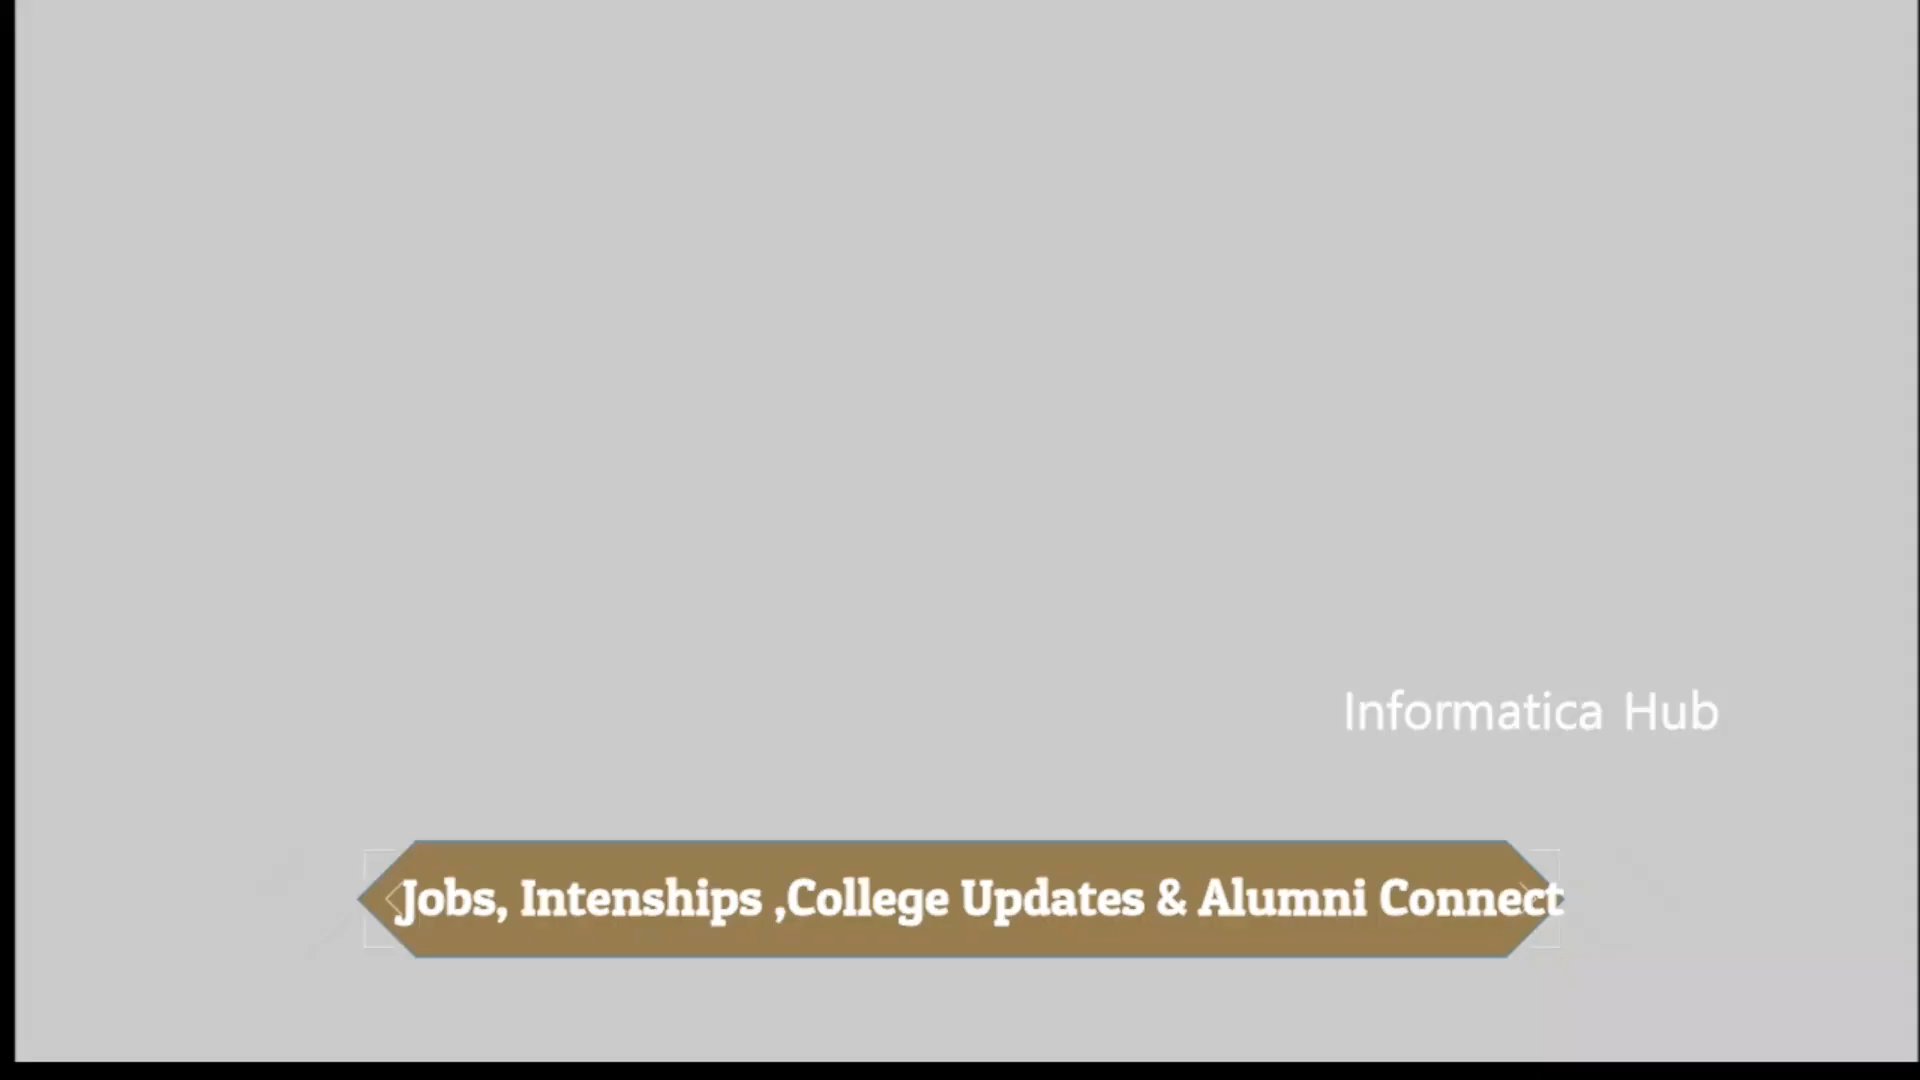 Informatica Hub
Jobs, Intenships ,College Updates & Alumni Connect